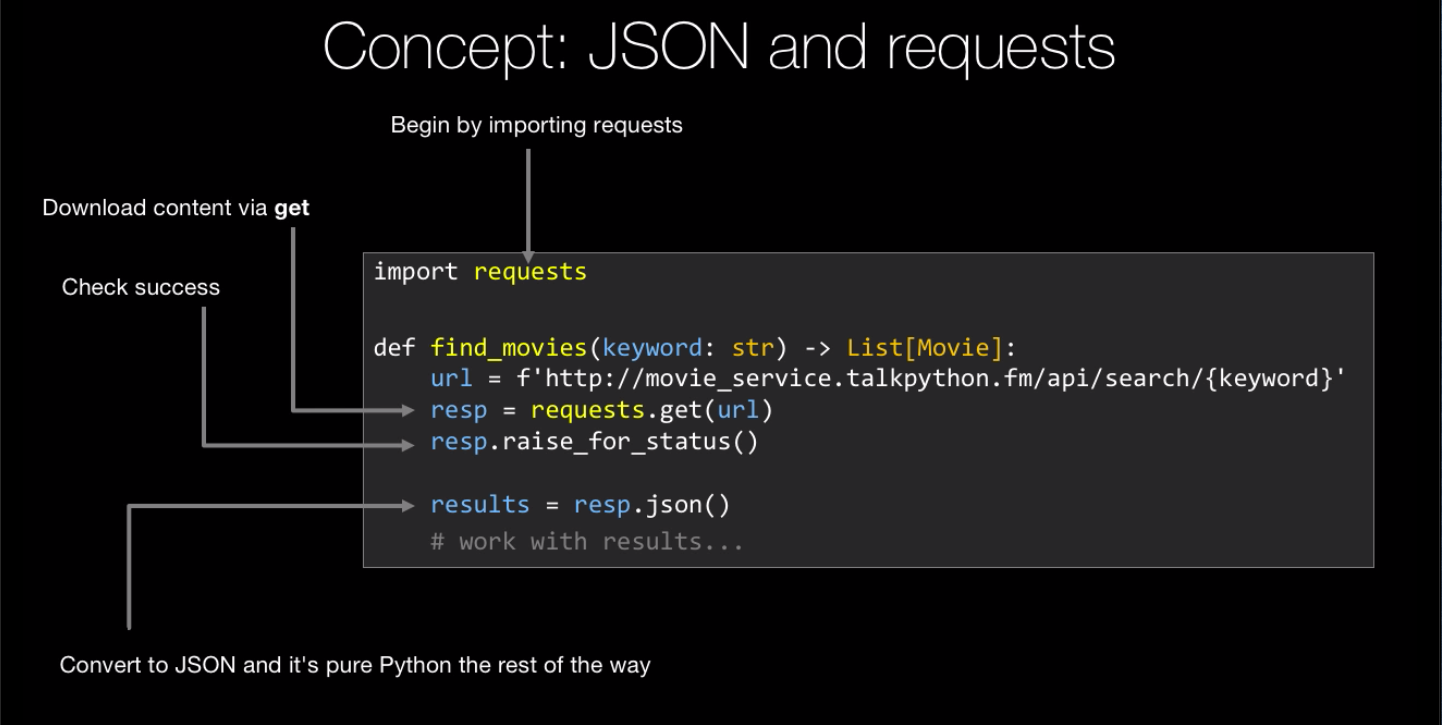 Concept: JSON and requests
Begin by importing requests
Download content via get
Check success
import requests
def find_movies(keyword: str) -> List[Movie]:
    url = f'http://movie_service.talkpython.fm/api/search/{keyword}'
    resp = requests.get(url)
    resp.raise_for_status()
    results = resp.json()
    # work with results...
Convert to JSON and it's pure Python the rest of the way